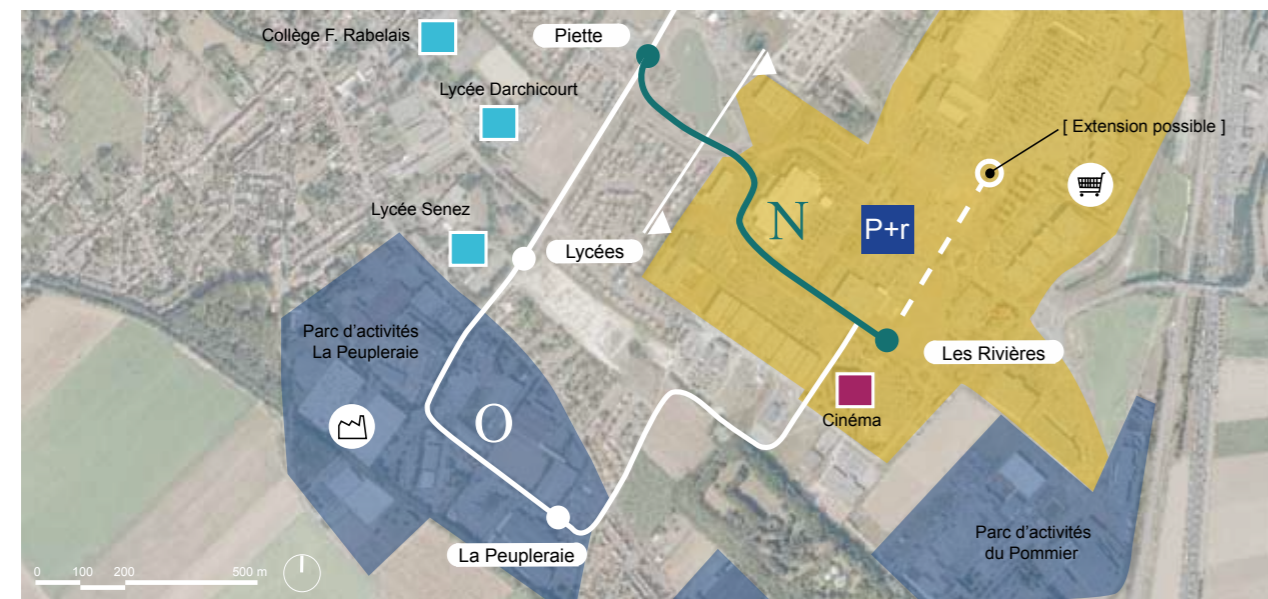 Collège F. Rabelais
Piette
Lycée Darchicourt
[ Extension possible ]
Lycée Senez
N
P+r
Lycées
Parc d'activités
La Peupleraie
Les Rivières
O
Cinéma
La Peupleraie
Parc d'activités
du Pommier
0 100 200 500 m